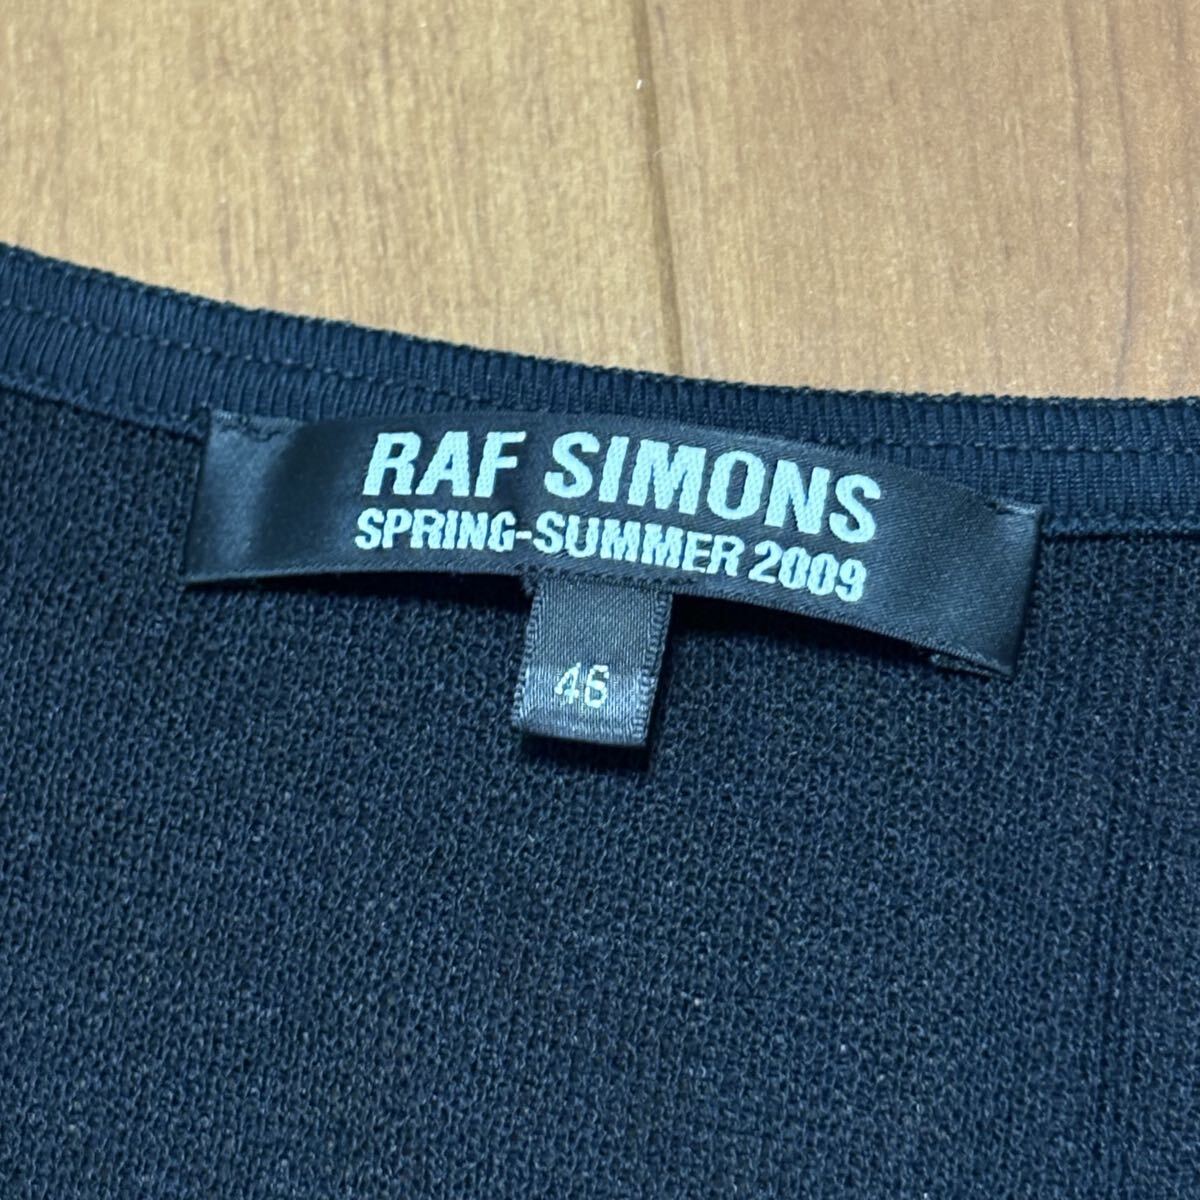 RAF SIMONS
SPRING-SUMMER 2009
46